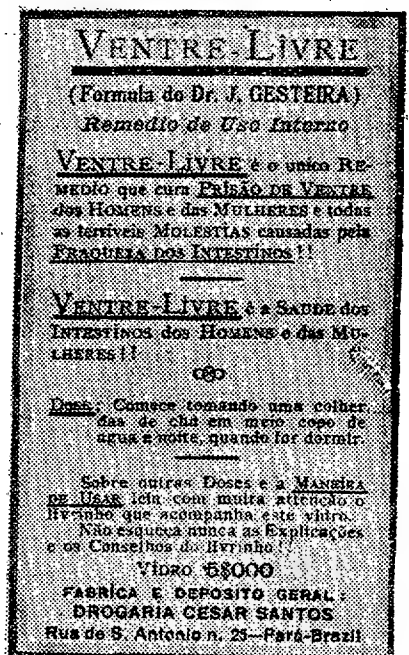 VENTRE-LIVRE
(Formula do Dr. J. GESTEIRA)
Remedio de Uso Interno
VENTRE-LIVRE é o unico RE-
MEDIO que cura PRISÃO DE VENTRE
dos HOMENS e das MULHERES e todas
as terriveis MOLESTIAS causadas pela
FRAQUEZA DOS INTESTINOS!!
VENTRE-LIVRE é a SAUDE dos
INTESTINOS dos HOMENS e das MU-
LHERES!!
DOSE: Comece tomando uma colher
das de chá em meio copo de
agua e noite, quando for dormir.
Sobre outras Doses e a MANEIRA
DE USAR leia com muita attenção o
livrinho que acompanha este vidro.
Não esqueça nunca as Explicações
e os Conselhos do livrinho!!
VIDRO 5$000
FABRICA E DEPOSITO GERAL:
DROGARIA CESAR SANTOS
Rua de S. Antonio n. 25—Pará-Brazil